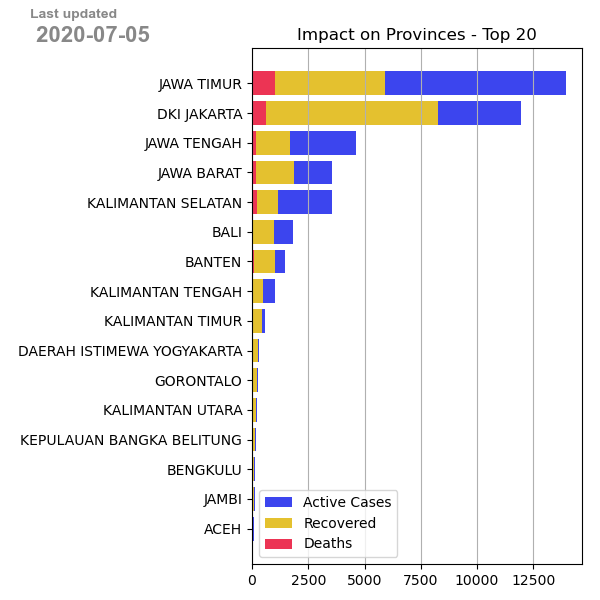 Last updated
2020-07-05
Impact on Provinces - Top 20
JAWA TIMUR
DKI JAKARTA
JAWA TENGAH
JAWA BARAT
KALIMANTAN SELATAN
BALI
BANTEN
KALIMANTAN TENGAH
KALIMANTAN TIMUR
DAERAH ISTIMEWA YOGYAKARTA
GORONTALO
KALIMANTAN UTARA
KEPULAUAN BANGKA BELITUNG
BENGKULU
JAMBI
ACEH
Active Cases
Recovered
Deaths
0 2500 5000 7500 10000 12500